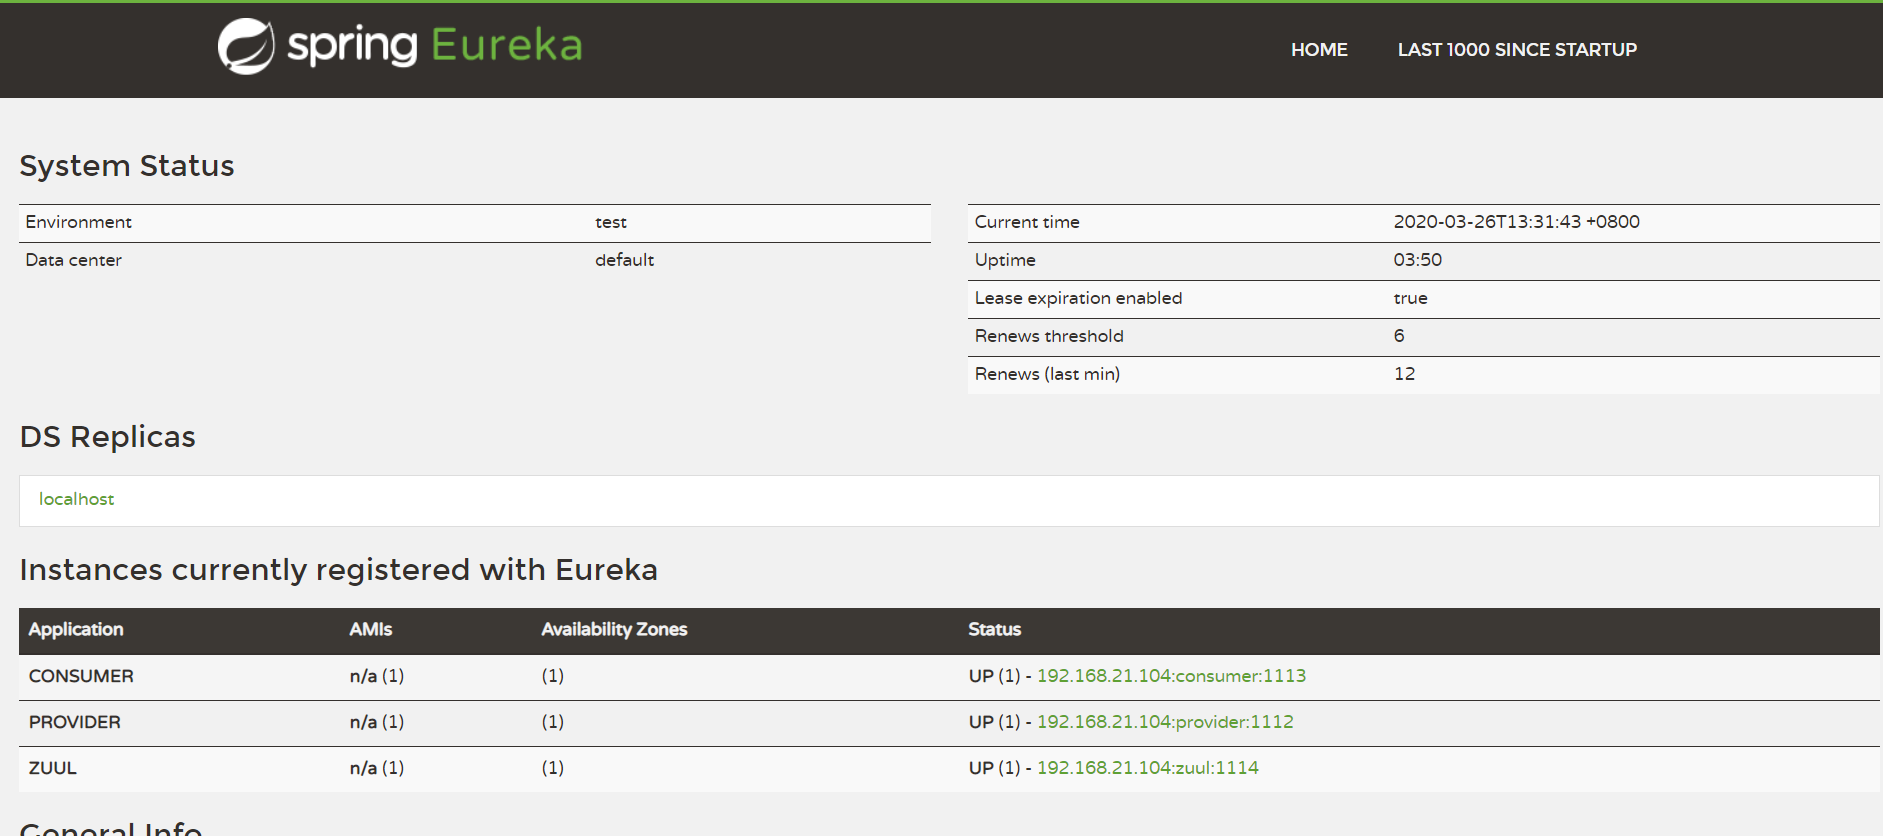 spring Eureka
HOME LAST 1000 SINCE STARTUP
System Status
Environment test
Data center default
Current time 2020-03-26T13:31:43 +0800
Uptime 03:50
Lease expiration enabled true
Renews threshold 6
Renews (last min) 12
DS Replicas
localhost
Instances currently registered with Eureka
Application AMIs Availability Zones Status
CONSUMER n/a (1) (1) UP (1) - 192.168.21.104:consumer:1113
PROVIDER n/a (1) (1) UP (1) - 192.168.21.104:provider:1112
ZUUL n/a (1) (1) UP (1) - 192.168.21.104:zuul:1114
General Info